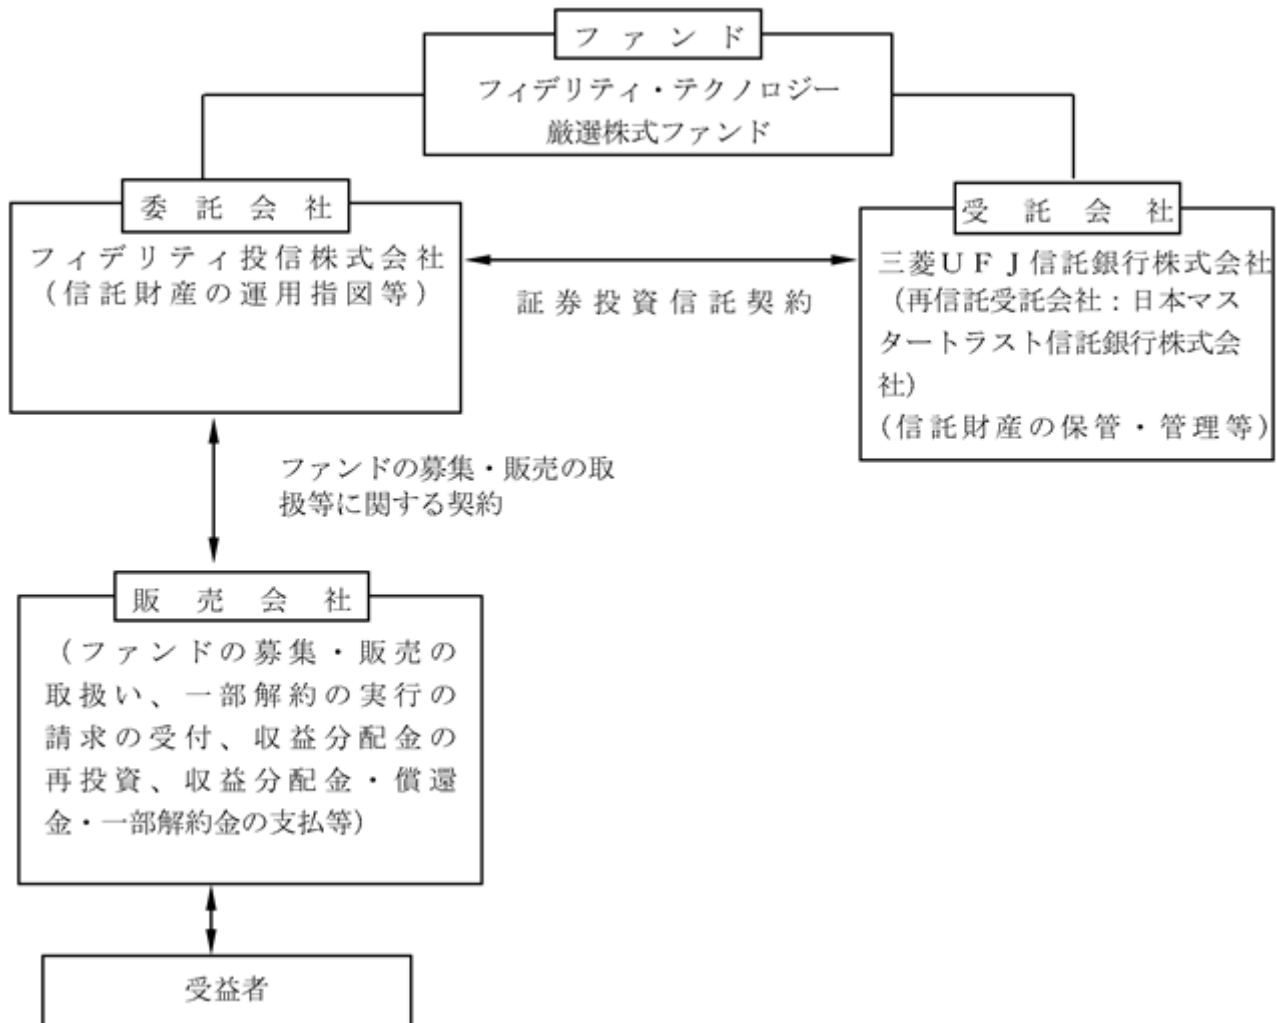 ファンド
フィデリティ・テクノロジー
厳選株式ファンド
委託会社
フィデリティ投信株式会社
(信託財産の運用指図等)
証券投資信託契約
受託会社
三菱UFJ信託銀行株式会社
(再信託受託会社:日本マス
タートラスト信託銀行株式会
社)
(信託財産の保管・管理等)
ファンドの募集・販売の取
扱等に関する契約
販売会社
(ファンドの募集・販売の
取扱い、一部解約の実行の
請求の受付、収益分配金の
再投資、収益分配金・償還
金・一部解約金の支払等)
受益者